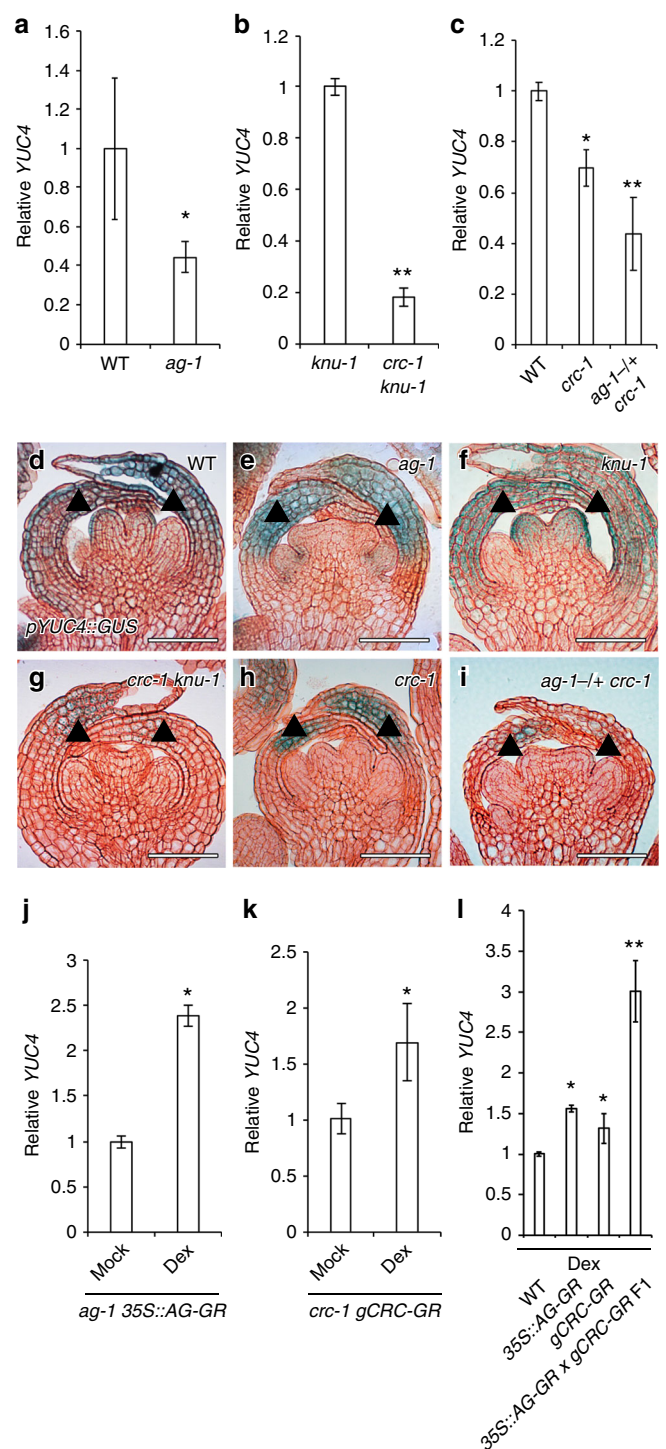 a
1.6
1.4
1.2
1
0.8
0.6
0.4
0.2
0
Relative YUC4
*
WT
ag-1
b
1.2
1
0.8
0.6
0.4
0.2
0
Relative YUC4
**
knu-1
crc-1
knu-1
c
1.2
1
0.8
0.6
0.4
0.2
0
Relative YUC4
*
**
WT
crc-1
ag-1–/+
crc-1
d
WT
pYUC4::GUS
e
ag-1
f
knu-1
g
crc-1 knu-1
h
crc-1
i
ag-1–/+ crc-1
j
3
2.5
2
1.5
1
0.5
0
Relative YUC4
*
Mock
Dex
ag-1 35S::AG-GR
k
2.5
2
1.5
1
0.5
0
Relative YUC4
*
Mock
Dex
crc-1 gCRC-GR
l
4
3.5
3
2.5
2
1.5
1
0.5
0
Relative YUC4
*
*
**
Dex
WT
35S::AG-GR
gCRC-GR
35S::AG-GR x gCRC-GR F1